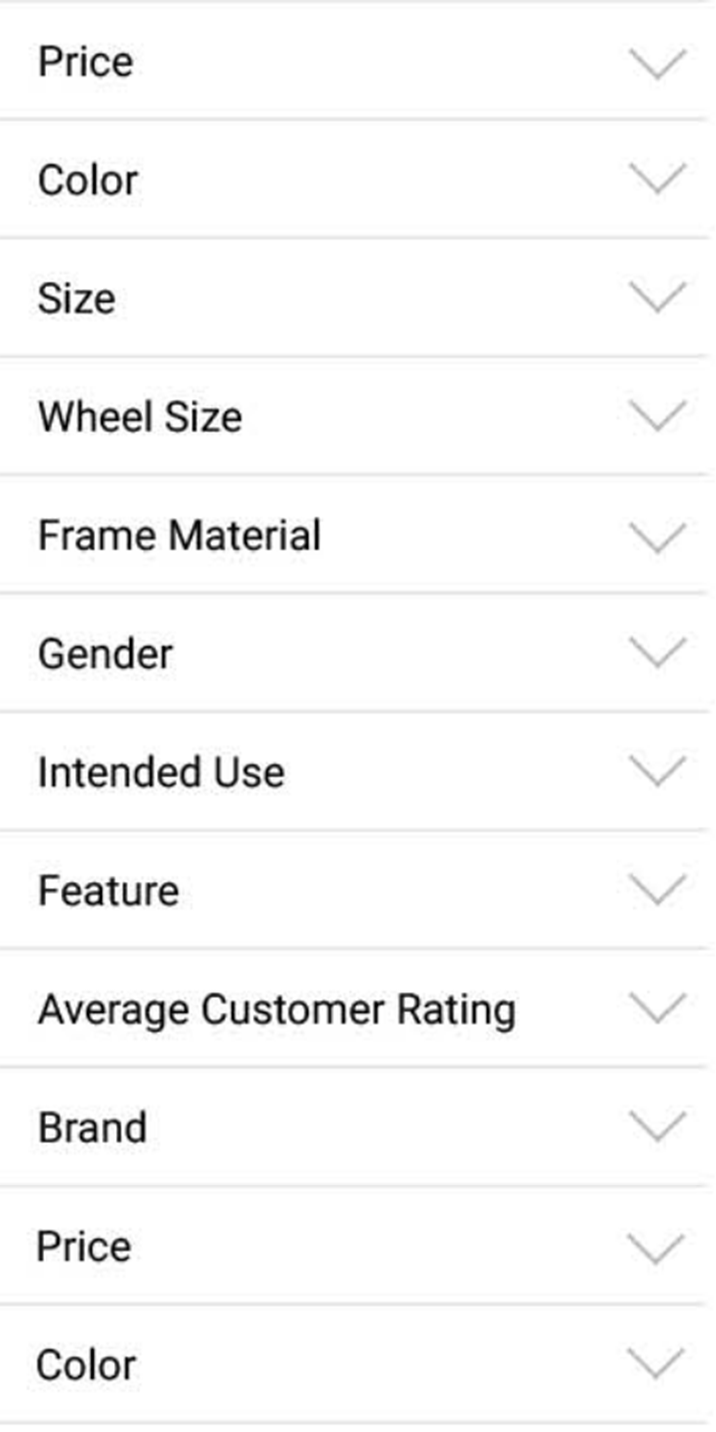 Price
Color
Size
Wheel Size
Frame Material
Gender
Intended Use
Feature
Average Customer Rating
Brand
Price
Color